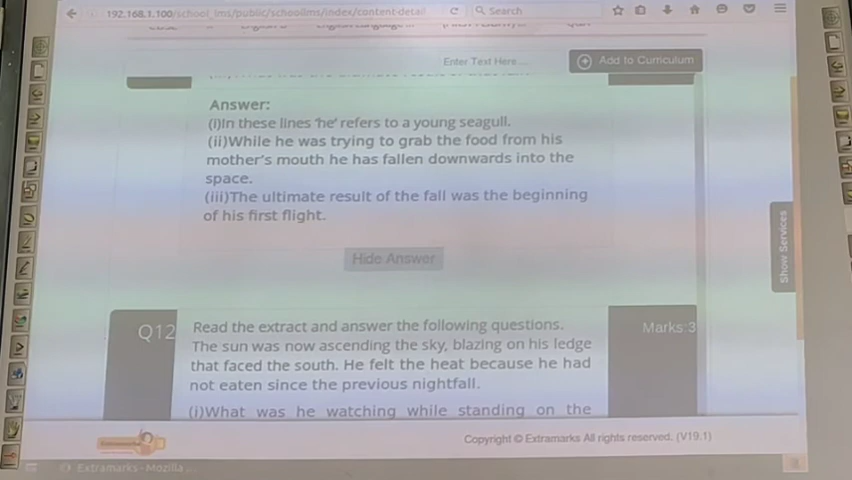 192.168.1.100/school_lms/public/schoollms/index/content-detail
Search
Enter Text Here...
Add to Curriculum
Answer:
(i)In these lines 'he' refers to a young seagull.
(ii)While he was trying to grab the food from his
mother's mouth he has fallen downwards into the
space.
(iii)The ultimate result of the fall was the beginning
of his first flight.
Hide Answer
Show Services
Q12
Marks:3
Read the extract and answer the following questions.
The sun was now ascending the sky, blazing on his ledge
that faced the south. He felt the heat because he had
not eaten since the previous nightfall.
(i)What was he watching while standing on the
Extramarks
Copyright © Extramarks All rights reserved. (V19.1)
Extramarks - Mozilla ...